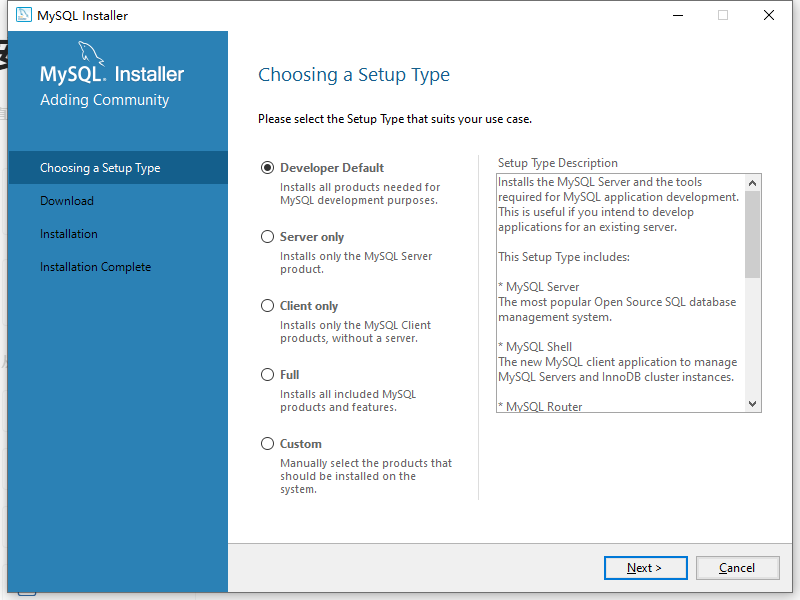 MySQL Installer
MySQL. Installer
Adding Community
Choosing a Setup Type
Download
Installation
Installation Complete
Choosing a Setup Type
Please select the Setup Type that suits your use case.
Developer Default
Installs all products needed for
MySQL development purposes.
Server only
Installs only the MySQL Server
product.
Client only
Installs only the MySQL Client
products, without a server.
Full
Installs all included MySQL
products and features.
Custom
Manually select the products that
should be installed on the
system.
Setup Type Description
Installs the MySQL Server and the tools
required for MySQL application development.
This is useful if you intend to develop
applications for an existing server.
This Setup Type includes:
* MySQL Server
The most popular Open Source SQL database
management system.
* MySQL Shell
The new MySQL client application to manage
MySQL Servers and InnoDB cluster instances.
* MySQL Router
Next >
Cancel